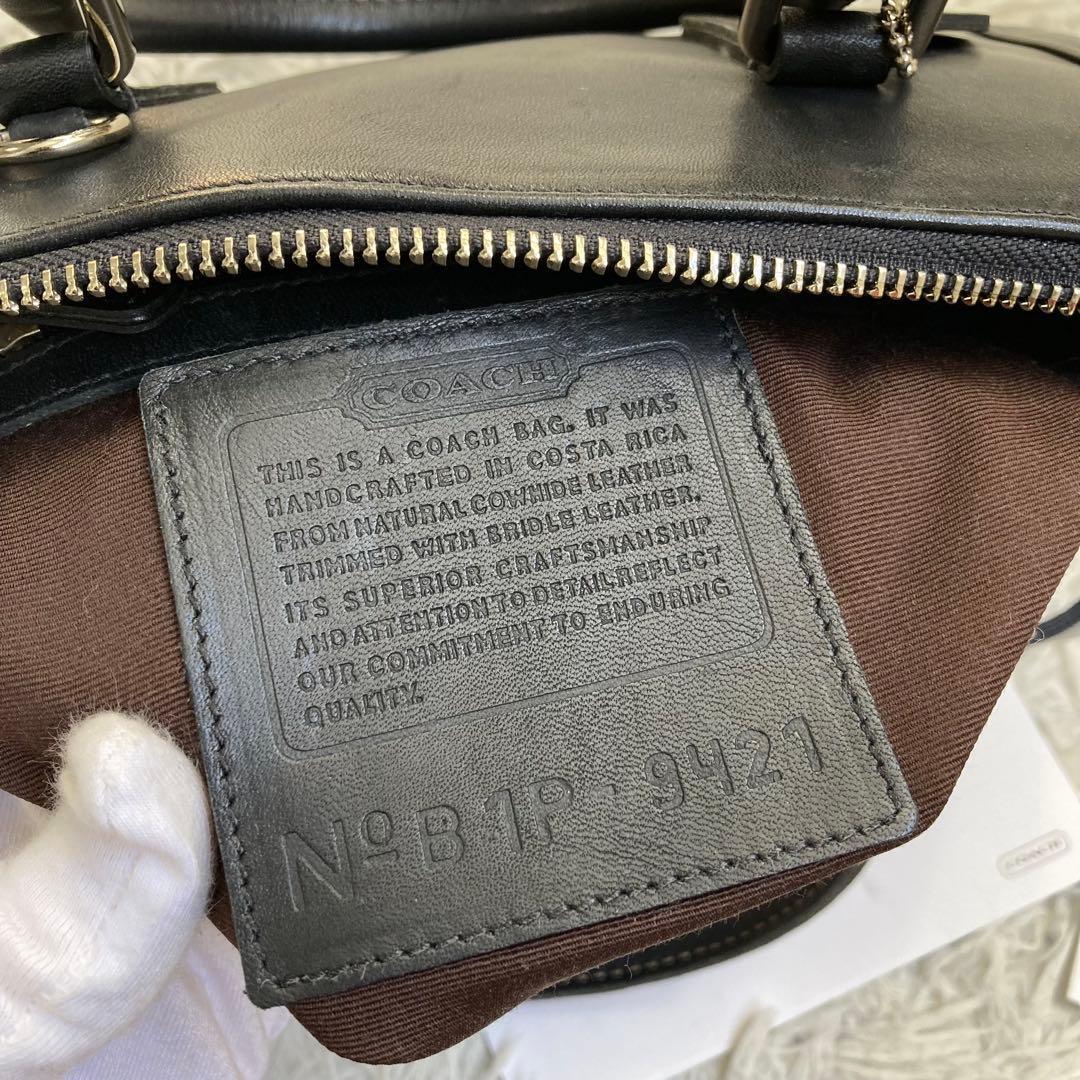 COACH
THIS IS A COACH BAG. IT WAS
HANDCRAFTED IN COSTA RICA
FROM NATURAL COWHIDE LEATHER
TRIMMED WITH BRIDLE LEATHER.
ITS SUPERIOR CRAFTSMANSHIP
AND ATTENTION TO DETAIL REFLECT
OUR COMMITMENT TO ENDURING
QUALITY.
Nº B1P-9421
COACH